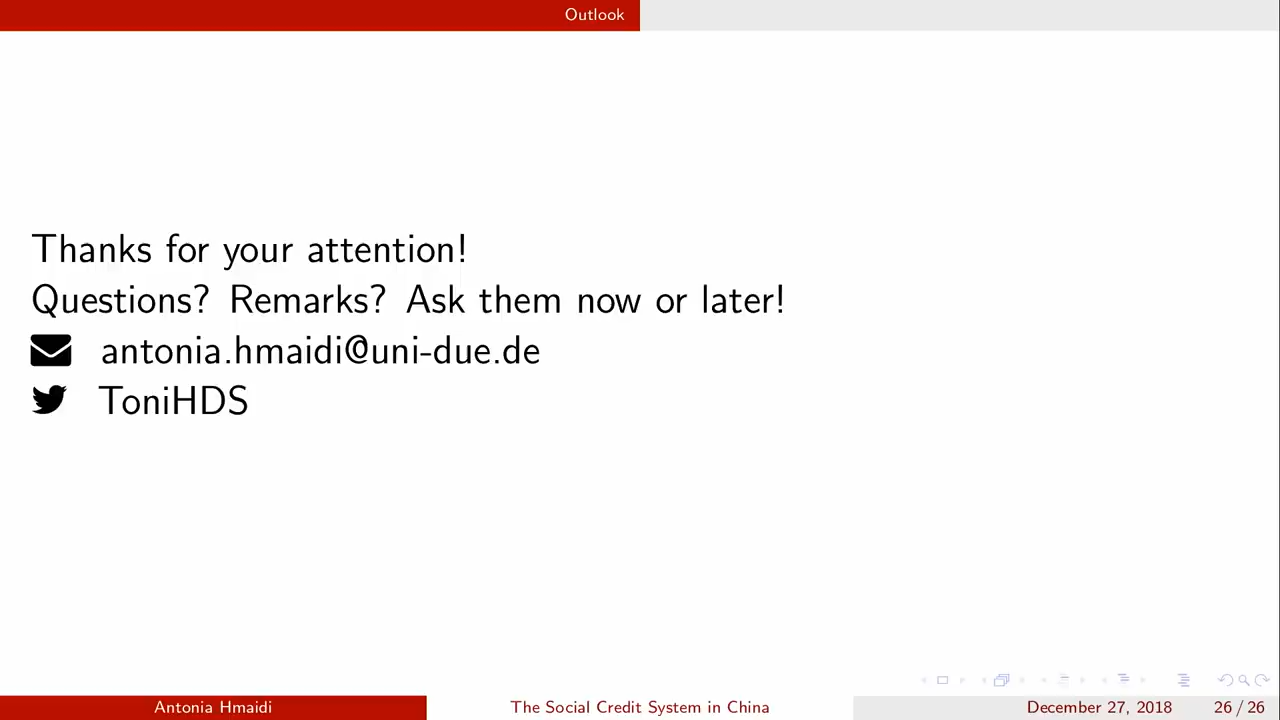 Outlook
Thanks for your attention!
Questions? Remarks? Ask them now or later!
antonia.hmaidi@uni-due.de
ToniHDS
Antonia Hmaidi
The Social Credit System in China
December 27, 2018
26 / 26